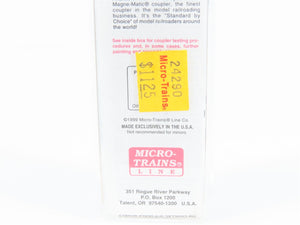 Magne-Matic® coupler, the finest
coupler in the model railroading
business. It's the "Standard by
Choice" of model railroaders around
the world!
See inside box for coupler testing pro-
cedures and, in some cases, further
painting
24290
Micro-Trains
$11.25
©1999 Micro-Trains® Line Co.
MADE EXCLUSIVELY IN THE U.S.A.
Not recommended for minors
MICRO-
TRAINS®
LINE
351 Rogue River Parkway
P.O. Box 1200
Talent, OR 97540-1200 U.S.A.